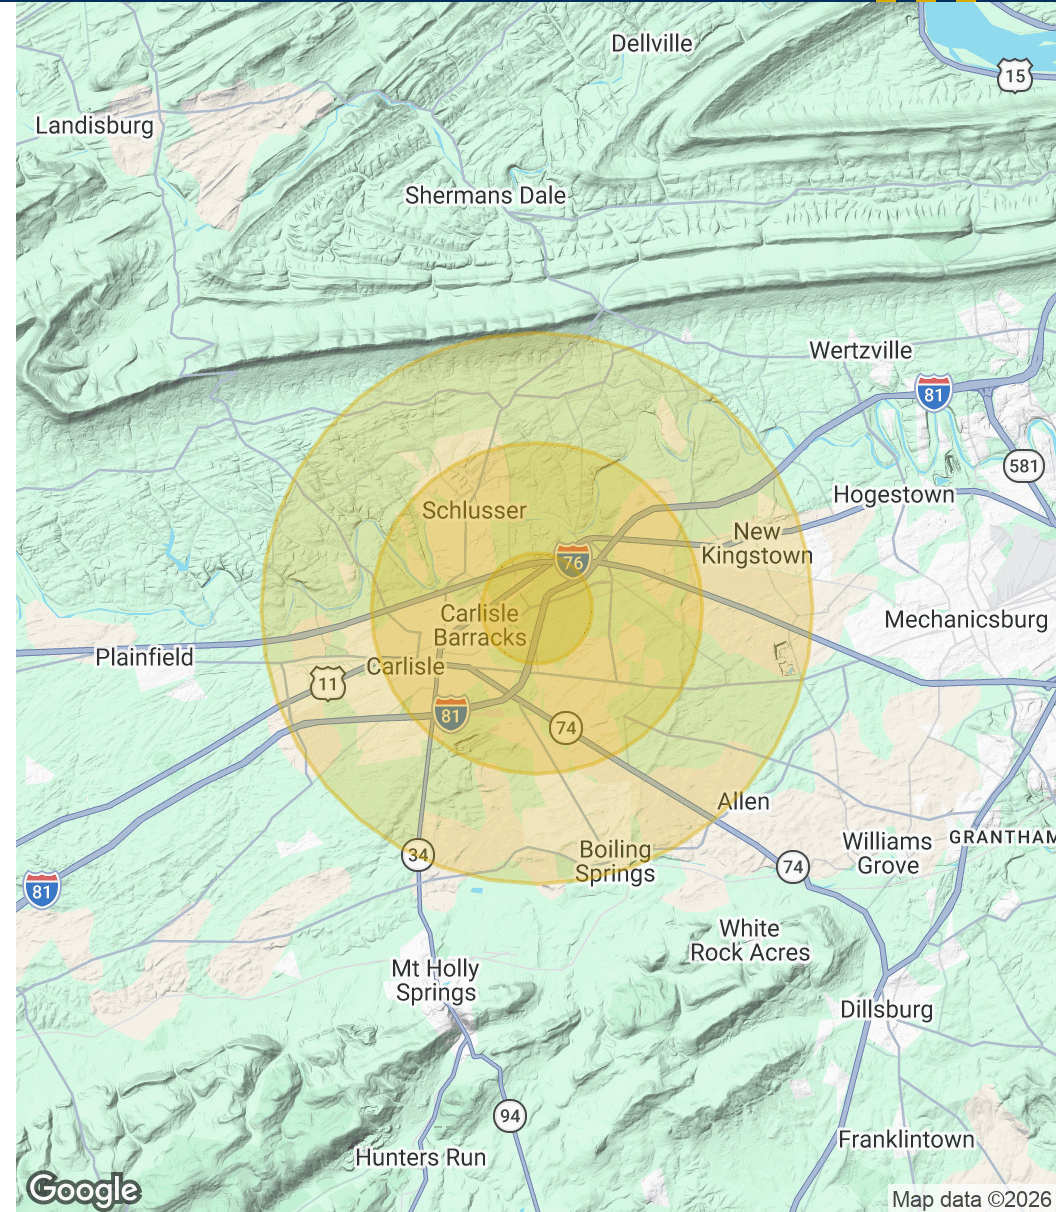 Dellville
15
Landisburg
Shermans Dale
Wertzville
81
581
Hogestown
Schlusser
New
Kingstown
76
Carlisle
Barracks
Mechanicsburg
Plainfield
Carlisle
11
81
74
Allen
Williams
Grove
GRANTHAM
Boiling
Springs
34
74
81
White
Rock Acres
Mt Holly
Springs
Dillsburg
94
Franklintown
Hunters Run
Google
Map data ©2026